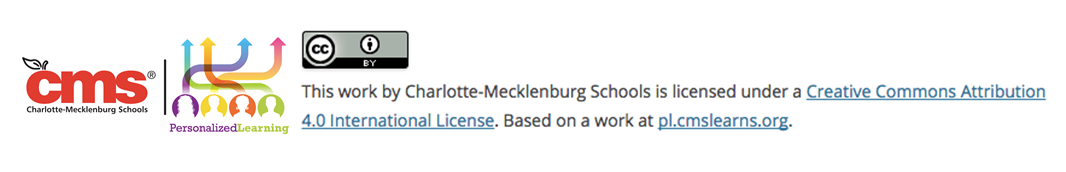 cms®
Charlotte-Mecklenburg Schools
PersonalizedLearning
cc
BY
This work by Charlotte-Mecklenburg Schools is licensed under a Creative Commons Attribution
4.0 International License. Based on a work at pl.cmslearns.org.